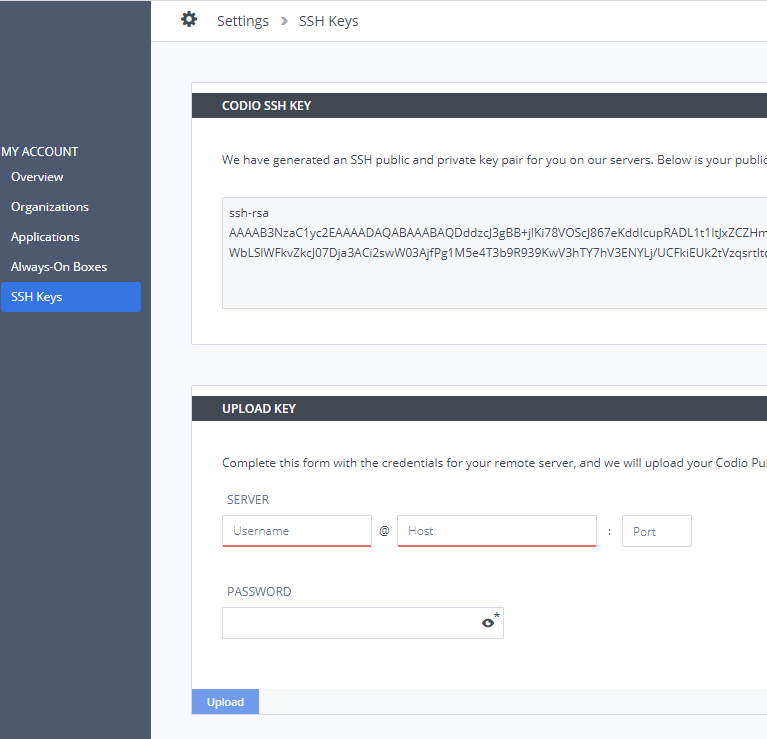 Settings > SSH Keys
MY ACCOUNT
Overview
Organizations
Applications
Always-On Boxes
SSH Keys
CODIO SSH KEY
We have generated an SSH public and private key pair for you on our servers. Below is your public
ssh-rsa
AAAAB3NzaC1yc2EAAAADAQABAAABAQDddzcJ3gBB+jIKi78VOScJ867eKddIcupRADL1t1ItJxZCZHm
WbLSIWFkvZkcJ07Dja3ACi2swW03AjfPg1M5e4T3b9R939KwV3hTY7hV3ENYLj/UCFkiEUk2tVzqsrtItd
UPLOAD KEY
Complete this form with the credentials for your remote server, and we will upload your Codio Pu
SERVER
Username @ Host : Port
PASSWORD
*
Upload